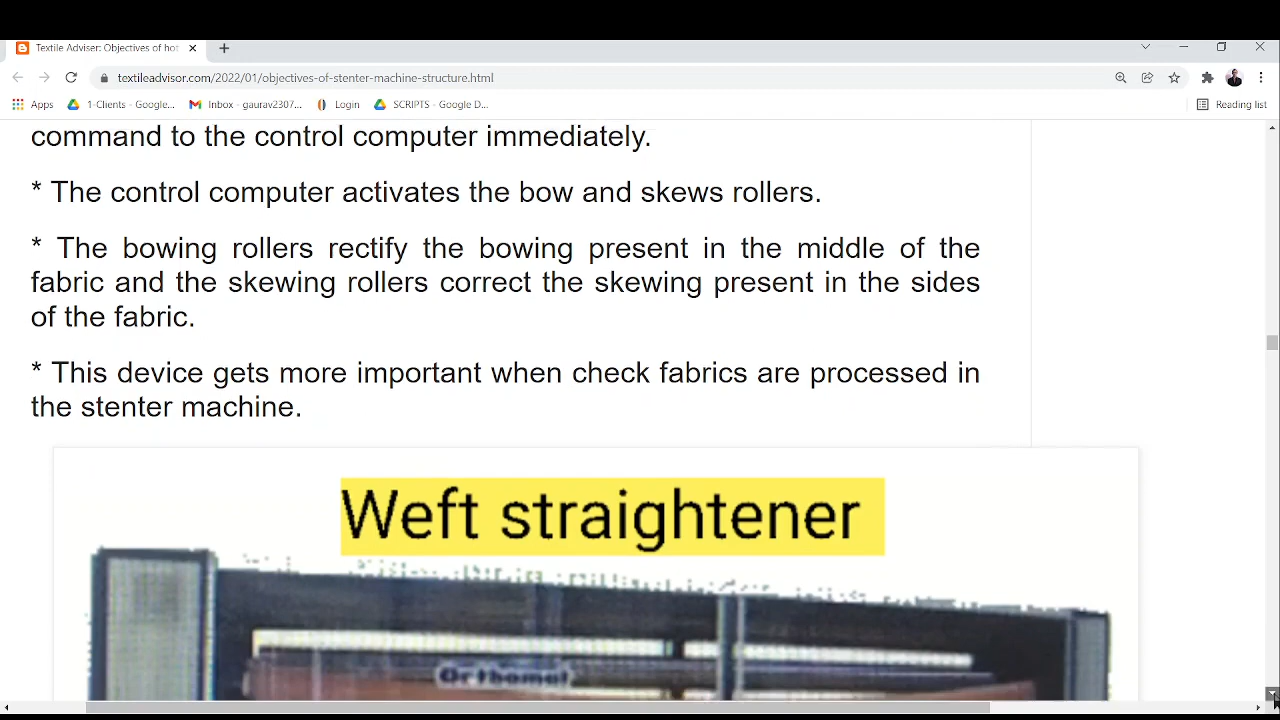 Textile Adviser: Objectives of hot
textileadvisor.com/2022/01/objectives-of-stenter-machine-structure.html
Apps 1-Clients - Google... Inbox - gaurav2307... Login SCRIPTS - Google D... Reading list
command to the control computer immediately.
* The control computer activates the bow and skews rollers.
* The bowing rollers rectify the bowing present in the middle of the
fabric and the skewing rollers correct the skewing present in the sides
of the fabric.
* This device gets more important when check fabrics are processed in
the stenter machine.
Weft straightener